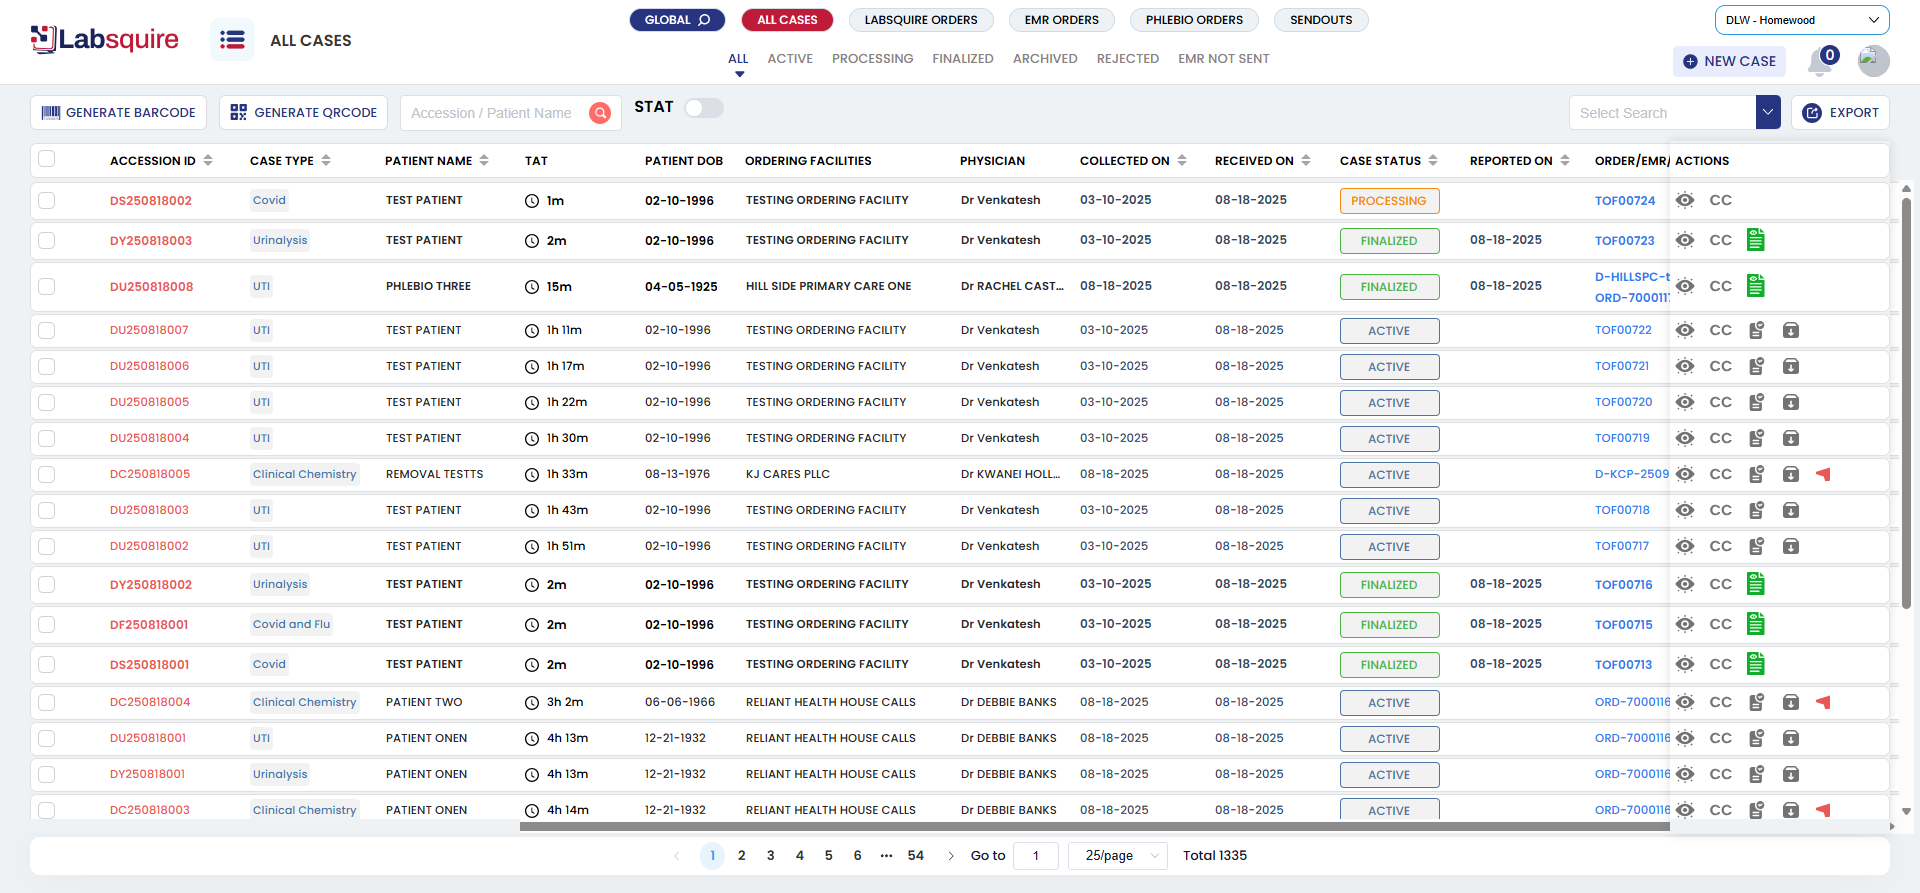 Labsquire
ALL CASES
GLOBAL ALL CASES LABSQUIRE ORDERS EMR ORDERS PHLEBIO ORDERS SENDOUTS
ALL ACTIVE PROCESSING FINALIZED ARCHIVED REJECTED EMR NOT SENT
DLW - Homewood
NEW CASE 0
GENERATE BARCODE GENERATE QRCODE Accession / Patient Name STAT Select Search EXPORT
ACCESSION ID CASE TYPE PATIENT NAME TAT PATIENT DOB ORDERING FACILITIES PHYSICIAN COLLECTED ON RECEIVED ON CASE STATUS REPORTED ON ORDER/EMR/ ACTIONS
DS250818002 Covid TEST PATIENT 1m 02-10-1996 TESTING ORDERING FACILITY Dr Venkatesh 03-10-2025 08-18-2025 PROCESSING TOF00724 CC
DY250818003 Urinalysis TEST PATIENT 2m 02-10-1996 TESTING ORDERING FACILITY Dr Venkatesh 03-10-2025 08-18-2025 FINALIZED 08-18-2025 TOF00723 CC
DU250818008 UTI PHLEBIO THREE 15m 04-05-1925 HILL SIDE PRIMARY CARE ONE Dr RACHEL CAST... 08-18-2025 08-18-2025 FINALIZED 08-18-2025 D-HILLSPC-t CC
ORD-7000117
DU250818007 UTI TEST PATIENT 1h 11m 02-10-1996 TESTING ORDERING FACILITY Dr Venkatesh 03-10-2025 08-18-2025 ACTIVE TOF00722 CC
DU250818006 UTI TEST PATIENT 1h 17m 02-10-1996 TESTING ORDERING FACILITY Dr Venkatesh 03-10-2025 08-18-2025 ACTIVE TOF00721 CC
DU250818005 UTI TEST PATIENT 1h 22m 02-10-1996 TESTING ORDERING FACILITY Dr Venkatesh 03-10-2025 08-18-2025 ACTIVE TOF00720 CC
DU250818004 UTI TEST PATIENT 1h 30m 02-10-1996 TESTING ORDERING FACILITY Dr Venkatesh 03-10-2025 08-18-2025 ACTIVE TOF00719 CC
DC250818005 Clinical Chemistry REMOVAL TESTTS 1h 33m 08-13-1976 KJ CARES PLLC Dr KWANEI HOLL... 08-18-2025 08-18-2025 ACTIVE D-KCP-2509 CC
DU250818003 UTI TEST PATIENT 1h 43m 02-10-1996 TESTING ORDERING FACILITY Dr Venkatesh 03-10-2025 08-18-2025 ACTIVE TOF00718 CC
DU250818002 UTI TEST PATIENT 1h 51m 02-10-1996 TESTING ORDERING FACILITY Dr Venkatesh 03-10-2025 08-18-2025 ACTIVE TOF00717 CC
DY250818002 Urinalysis TEST PATIENT 2m 02-10-1996 TESTING ORDERING FACILITY Dr Venkatesh 03-10-2025 08-18-2025 FINALIZED 08-18-2025 TOF00716 CC
DF250818001 Covid and Flu TEST PATIENT 2m 02-10-1996 TESTING ORDERING FACILITY Dr Venkatesh 03-10-2025 08-18-2025 FINALIZED 08-18-2025 TOF00715 CC
DS250818001 Covid TEST PATIENT 2m 02-10-1996 TESTING ORDERING FACILITY Dr Venkatesh 03-10-2025 08-18-2025 FINALIZED 08-18-2025 TOF00713 CC
DC250818004 Clinical Chemistry PATIENT TWO 3h 2m 06-06-1966 RELIANT HEALTH HOUSE CALLS Dr DEBBIE BANKS 08-18-2025 08-18-2025 ACTIVE ORD-7000116 CC
DU250818001 UTI PATIENT ONEN 4h 13m 12-21-1932 RELIANT HEALTH HOUSE CALLS Dr DEBBIE BANKS 08-18-2025 08-18-2025 ACTIVE ORD-7000116 CC
DY250818001 Urinalysis PATIENT ONEN 4h 13m 12-21-1932 RELIANT HEALTH HOUSE CALLS Dr DEBBIE BANKS 08-18-2025 08-18-2025 ACTIVE ORD-7000116 CC
DC250818003 Clinical Chemistry PATIENT ONEN 4h 14m 12-21-1932 RELIANT HEALTH HOUSE CALLS Dr DEBBIE BANKS 08-18-2025 08-18-2025 ACTIVE ORD-7000116 CC
1 2 3 4 5 6 ••• 54 Go to 1 25/page Total 1335